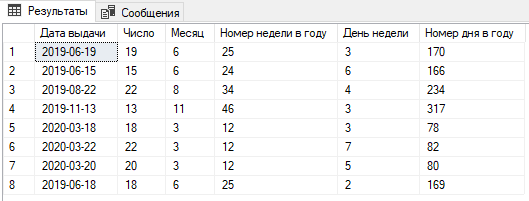 Результаты Сообщения
Дата выдачи Число Месяц Номер недели в году День недели Номер дня в году
1 2019-06-19 19 6 25 3 170
2 2019-06-15 15 6 24 6 166
3 2019-08-22 22 8 34 4 234
4 2019-11-13 13 11 46 3 317
5 2020-03-18 18 3 12 3 78
6 2020-03-22 22 3 12 7 82
7 2020-03-20 20 3 12 5 80
8 2019-06-18 18 6 25 2 169